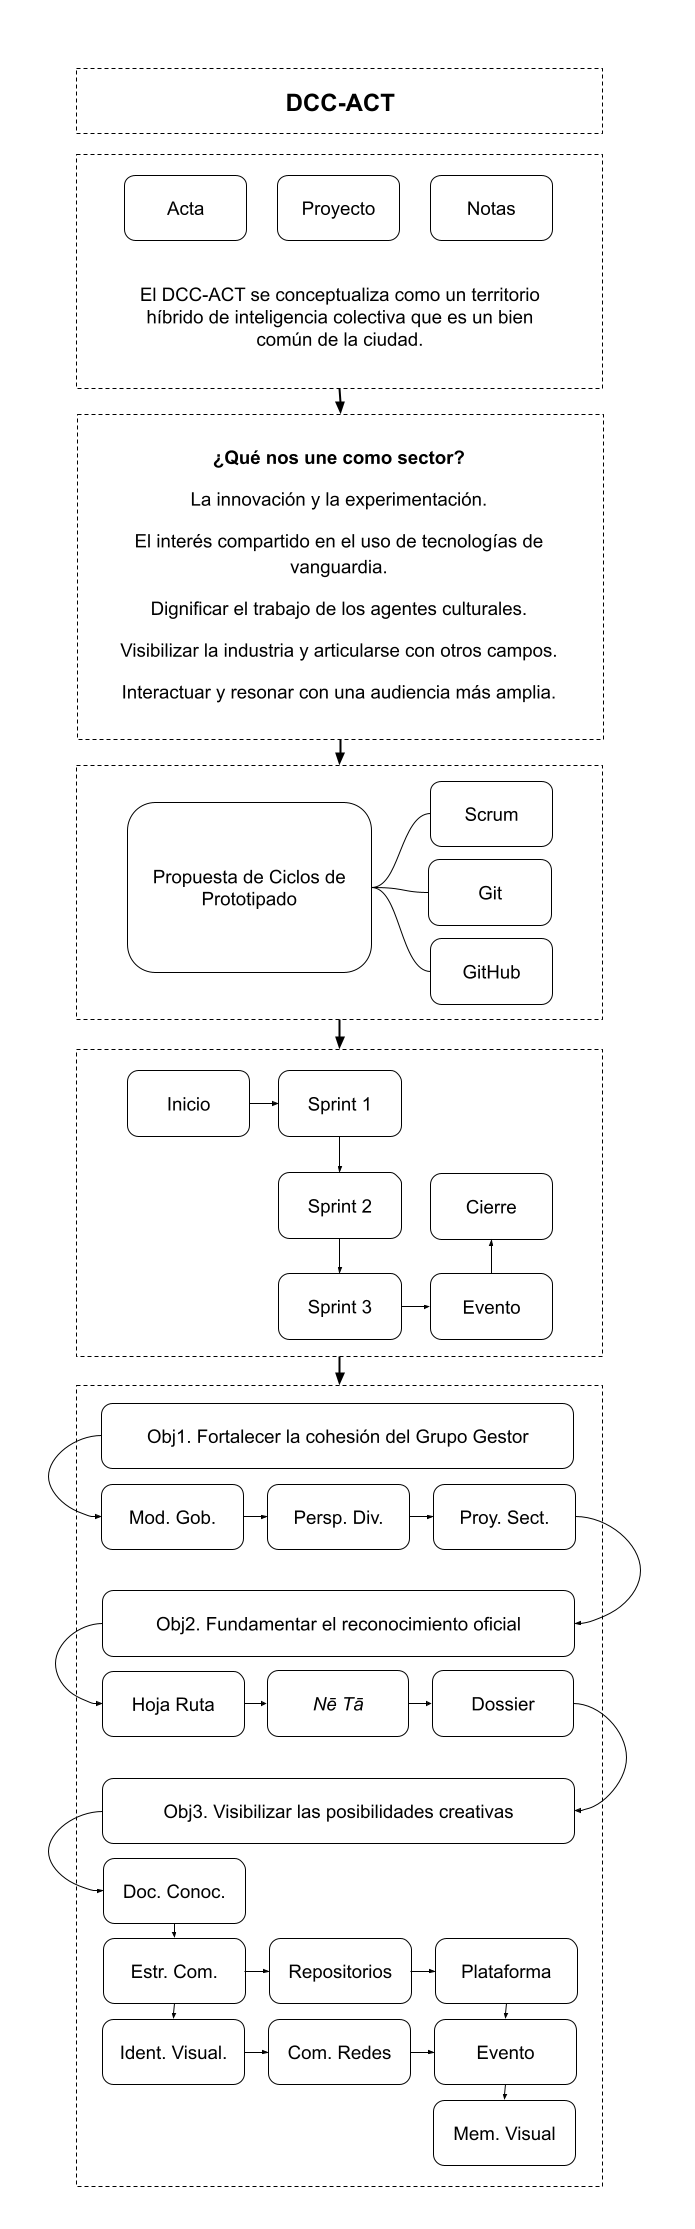 DCC-ACT
Acta
Proyecto
Notas
El DCC-ACT se conceptualiza como un territorio
híbrido de inteligencia colectiva que es un bien
común de la ciudad.
¿Qué nos une como sector?
La innovación y la experimentación.
El interés compartido en el uso de tecnologías de
vanguardia.
Dignificar el trabajo de los agentes culturales.
Visibilizar la industria y articularse con otros campos.
Interactuar y resonar con una audiencia más amplia.
Propuesta de Ciclos de
Prototipado
Scrum
Git
GitHub
Inicio
Sprint 1
Sprint 2
Cierre
Sprint 3
Evento
Obj1. Fortalecer la cohesión del Grupo Gestor
Mod. Gob.
Persp. Div.
Proy. Sect.
Obj2. Fundamentar el reconocimiento oficial
Hoja Ruta
Nē Tā
Dossier
Obj3. Visibilizar las posibilidades creativas
Doc. Conoc.
Estr. Com.
Repositorios
Plataforma
Ident. Visual.
Com. Redes
Evento
Mem. Visual